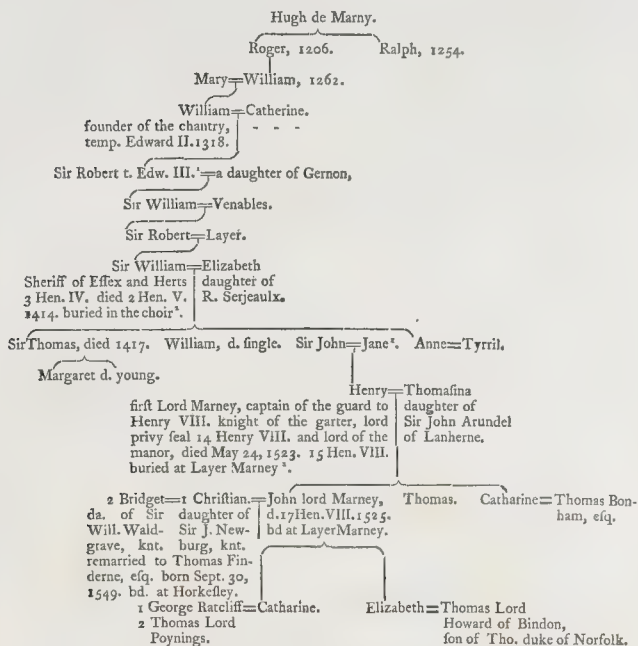 Hugh de Marny.
Roger, 1206. Ralph, 1254.
Mary=William, 1262.
William=Catherine.
founder of the chantry, - - -
temp. Edward II. 1318.
Sir Robert t. Edw. III.¹=a daughter of Gernon,
Sir William=Venables.
Sir Robert=Layer.
Sir William=Elizabeth
Sheriff of Eſſex and Herts daughter of
3 Hen. IV. died 2 Hen. V. R. Serjeaulx.
1414. buried in the choir².
Sir Thomas, died 1417. William, d. ſingle. Sir John=Jane². Anne=Tyrril.
Margaret d. young.
Henry=Thomaſina
firſt Lord Marney, captain of the guard to daughter of
Henry VIII. knight of the garter, lord Sir John Arundel
privy ſeal 14 Henry VIII. and lord of the of Lanherne.
manor, died May 24, 1523. 15 Hen. VIII.
buried at Layer Marney².
2 Bridget=1 Chriſtian.=John lord Marney, Thomas. Catharine=Thomas Bon-
da. of Sir daughter of d. 17 Hen. VIII. 1525. ham, eſq.
Will. Wald- Sir J. New- bd at Layer Marney.
grave, knt. burg, knt.
remarried to Thomas Fin-
derne, eſq. born Sept. 30,
1549. bd. at Horkeſley.
1 George Ratcliff=Catharine. Elizabeth=Thomas Lord
2 Thomas Lord Howard of Bindon,
Poynings. ſon of Tho. duke of Norfolk.